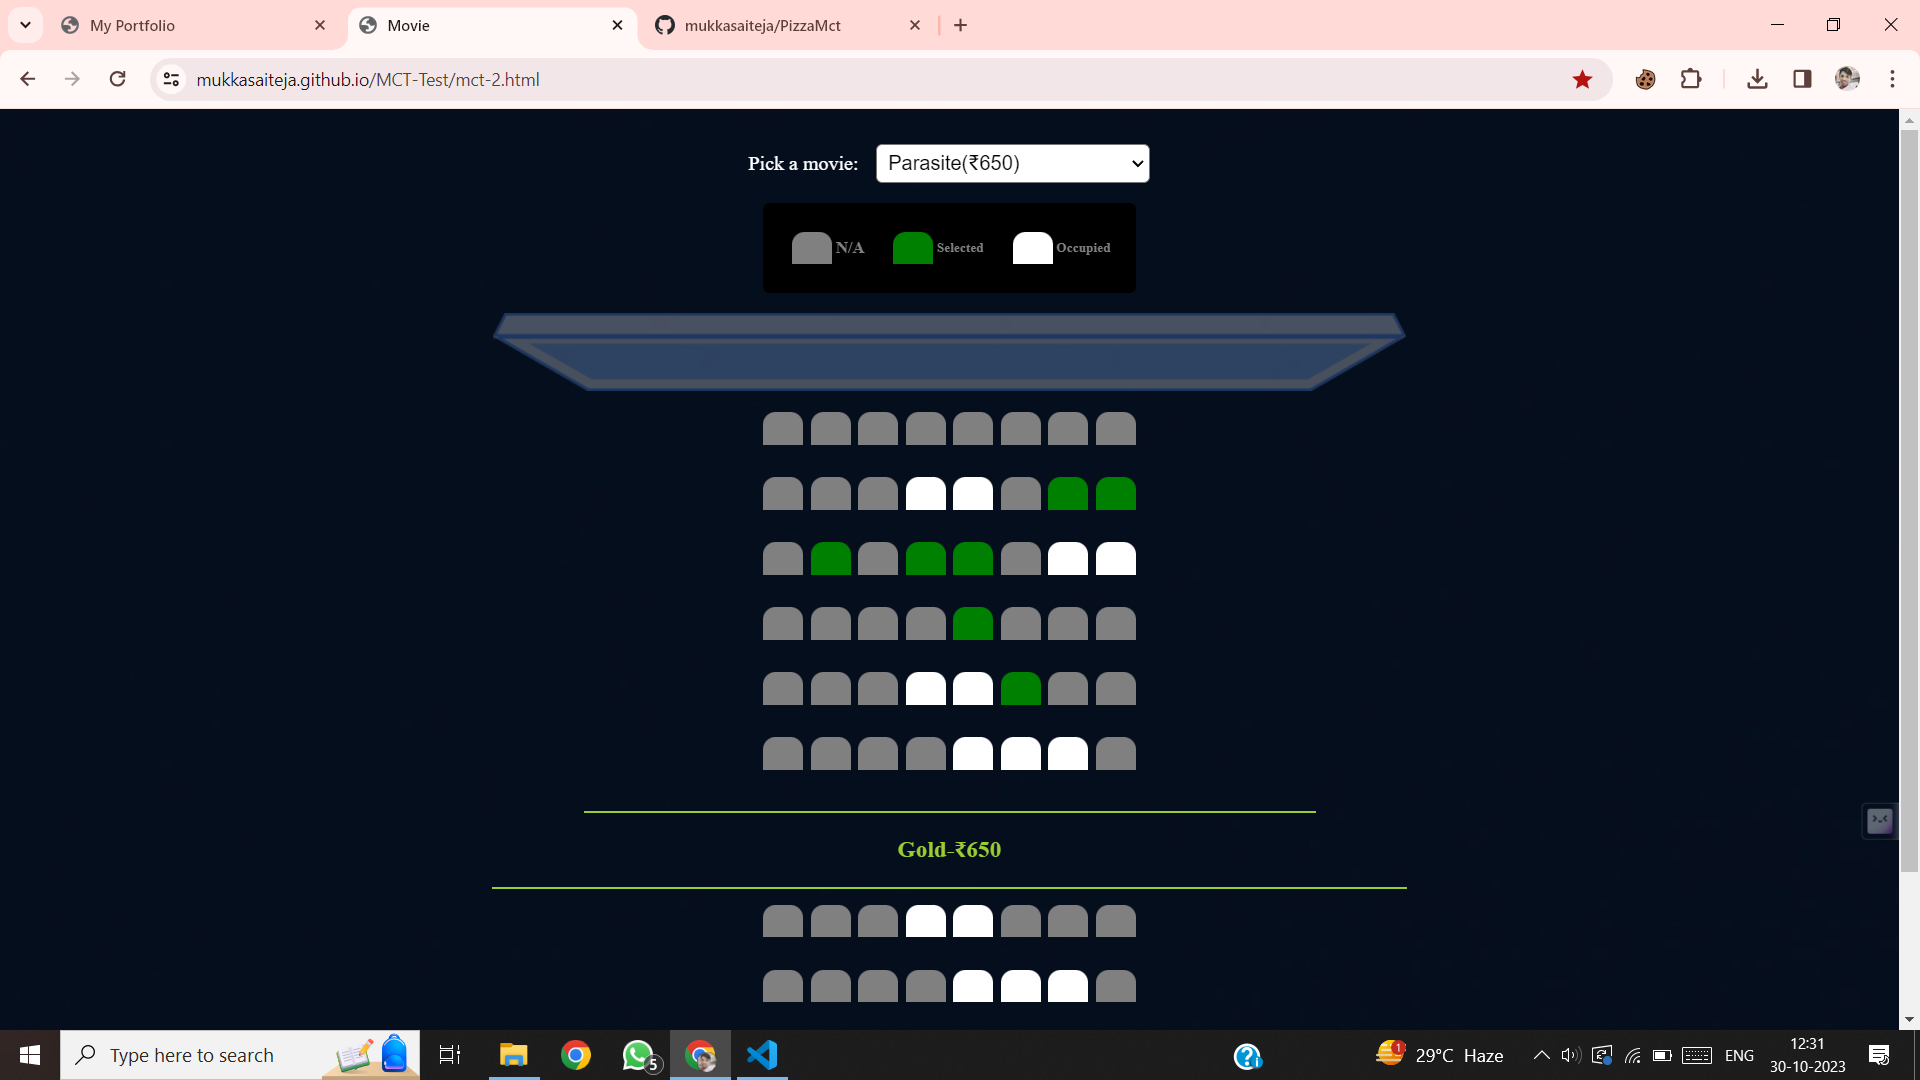 My Portfolio
Movie
mukkasaiteja/PizzaMct
mukkasaiteja.github.io/MCT-Test/mct-2.html
Pick a movie: Parasite(₹650)
N/A Selected Occupied
Gold-₹650
Type here to search
5
1
29°C Haze
ENG
12:31
30-10-2023